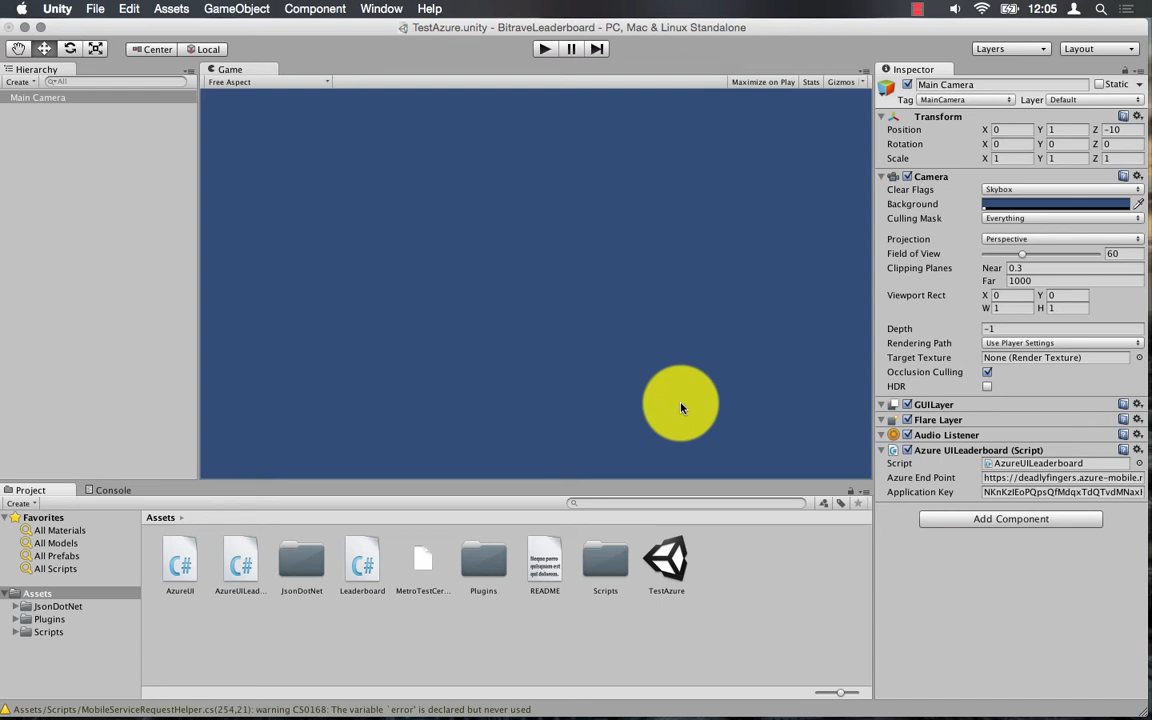 Unity File Edit Assets GameObject Component Window Help 12:05
TestAzure.unity - BitraveLeaderboard - PC, Mac & Linux Standalone
Center Local Layers Layout
Hierarchy
Create All
Main Camera
Game
Free Aspect Maximize on Play Stats Gizmos
Inspector
Main Camera Static
Tag MainCamera Layer Default
Transform
Position X 0 Y 1 Z -10
Rotation X 0 Y 0 Z 0
Scale X 1 Y 1 Z 1
Camera
Clear Flags Skybox
Background
Culling Mask Everything
Projection Perspective
Field of View 60
Clipping Planes Near 0.3
Far 1000
Viewport Rect X 0 Y 0
W 1 H 1
Depth -1
Rendering Path Use Player Settings
Target Texture None (Render Texture)
Occlusion Culling
HDR
GUILayer
Flare Layer
Audio Listener
Azure UILeaderboard (Script)
Script AzureUILeaderboard
Azure End Point https://deadlyfingers.azure-mobile.r
Application Key
Add Component
Project Console
Create
Favorites
All Materials
All Models
All Prefabs
All Scripts
Assets
JsonDotNet
Plugins
Scripts
Assets
Neque porro quisquam est qui dolorem
AzureUI AzureUILead... JsonDotNet Leaderboard MetroTestCer... Plugins README Scripts TestAzure
Assets/Scripts/MobileServiceRequestHelper.cs(254,21): warning CS0168: The variable `error' is declared but never used